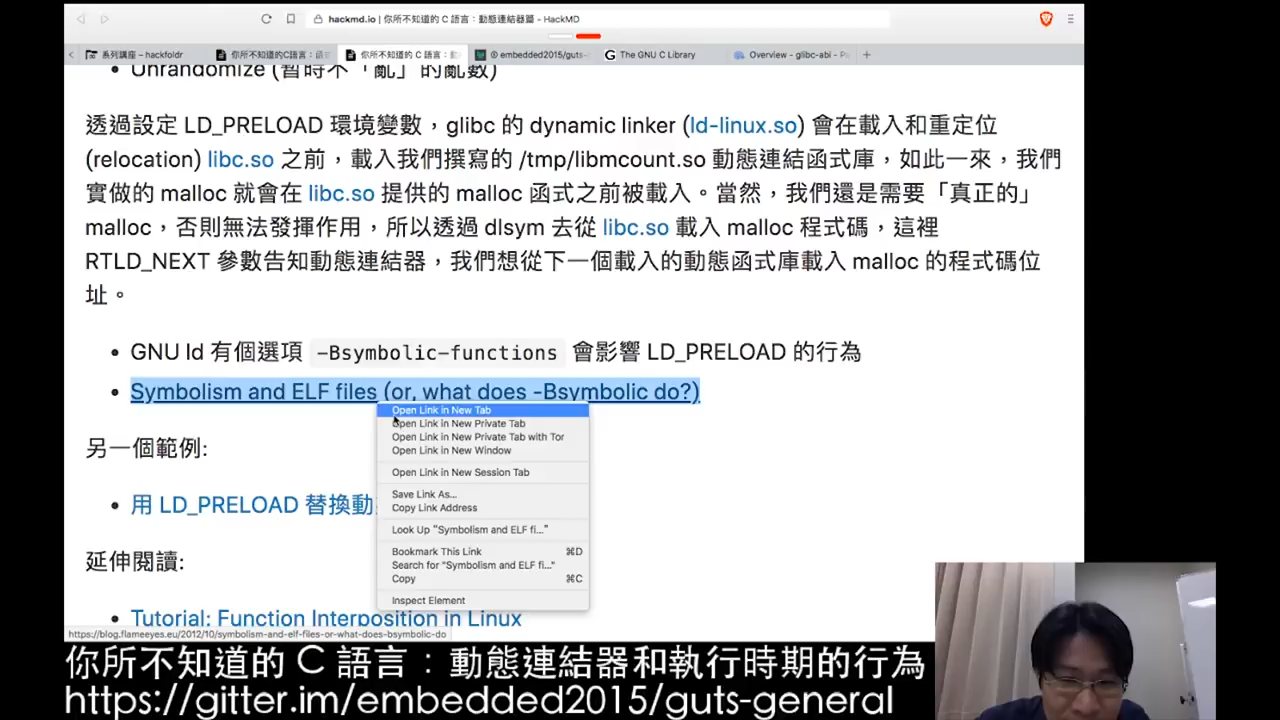 hackmd.io | 你所不知道的 C 語言：動態連結器篇 - HackMD
系列講座 – hackfoldr
你所不知道的C語言：
你所不知道的 C 語言：動
embedded2015/guts-
The GNU C Library
Overview - glibc-abi -
• Unrandomize (暫時不「亂」的亂數)
透過設定 LD_PRELOAD 環境變數，glibc 的 dynamic linker (ld-linux.so) 會在載入和重定位
(relocation) libc.so 之前，載入我們撰寫的 /tmp/libmcount.so 動態連結函式庫，如此一來，我們
實做的 malloc 就會在 libc.so 提供的 malloc 函式之前被載入。當然，我們還是需要「真正的」
malloc，否則無法發揮作用，所以透過 dlsym 去從 libc.so 載入 malloc 程式碼，這裡
RTLD_NEXT 參數告知動態連結器，我們想從下一個載入的動態函式庫載入 malloc 的程式碼位
址。
• GNU ld 有個選項 -Bsymbolic-functions 會影響 LD_PRELOAD 的行為
• Symbolism and ELF files (or, what does -Bsymbolic do?)
Open Link in New Tab
Open Link in New Private Tab
Open Link in New Private Tab with Tor
Open Link in New Window
Open Link in New Session Tab
Save Link As...
Copy Link Address
Look Up “Symbolism and ELF fi...”
Bookmark This Link ⌘D
Search for “Symbolism and ELF fi...”
Copy ⌘C
Inspect Element
另一個範例:
• 用 LD_PRELOAD 替換動
延伸閱讀:
• Tutorial: Function Interposition in Linux
https://blog.flameeyes.eu/2012/10/symbolism-and-elf-files-or-what-does-bsymbolic-do
你所不知道的 C 語言：動態連結器和執行時期的行為
https://gitter.im/embedded2015/guts-general